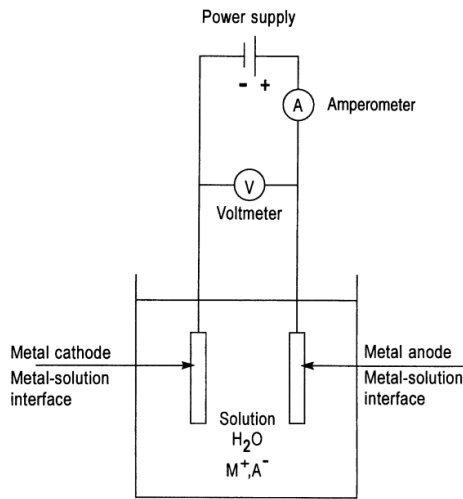 Power supply
- +
A
Amperometer
V
Voltmeter
Metal cathode
Metal-solution
interface
Metal anode
Metal-solution
interface
Solution
H₂O
M⁺,A⁻